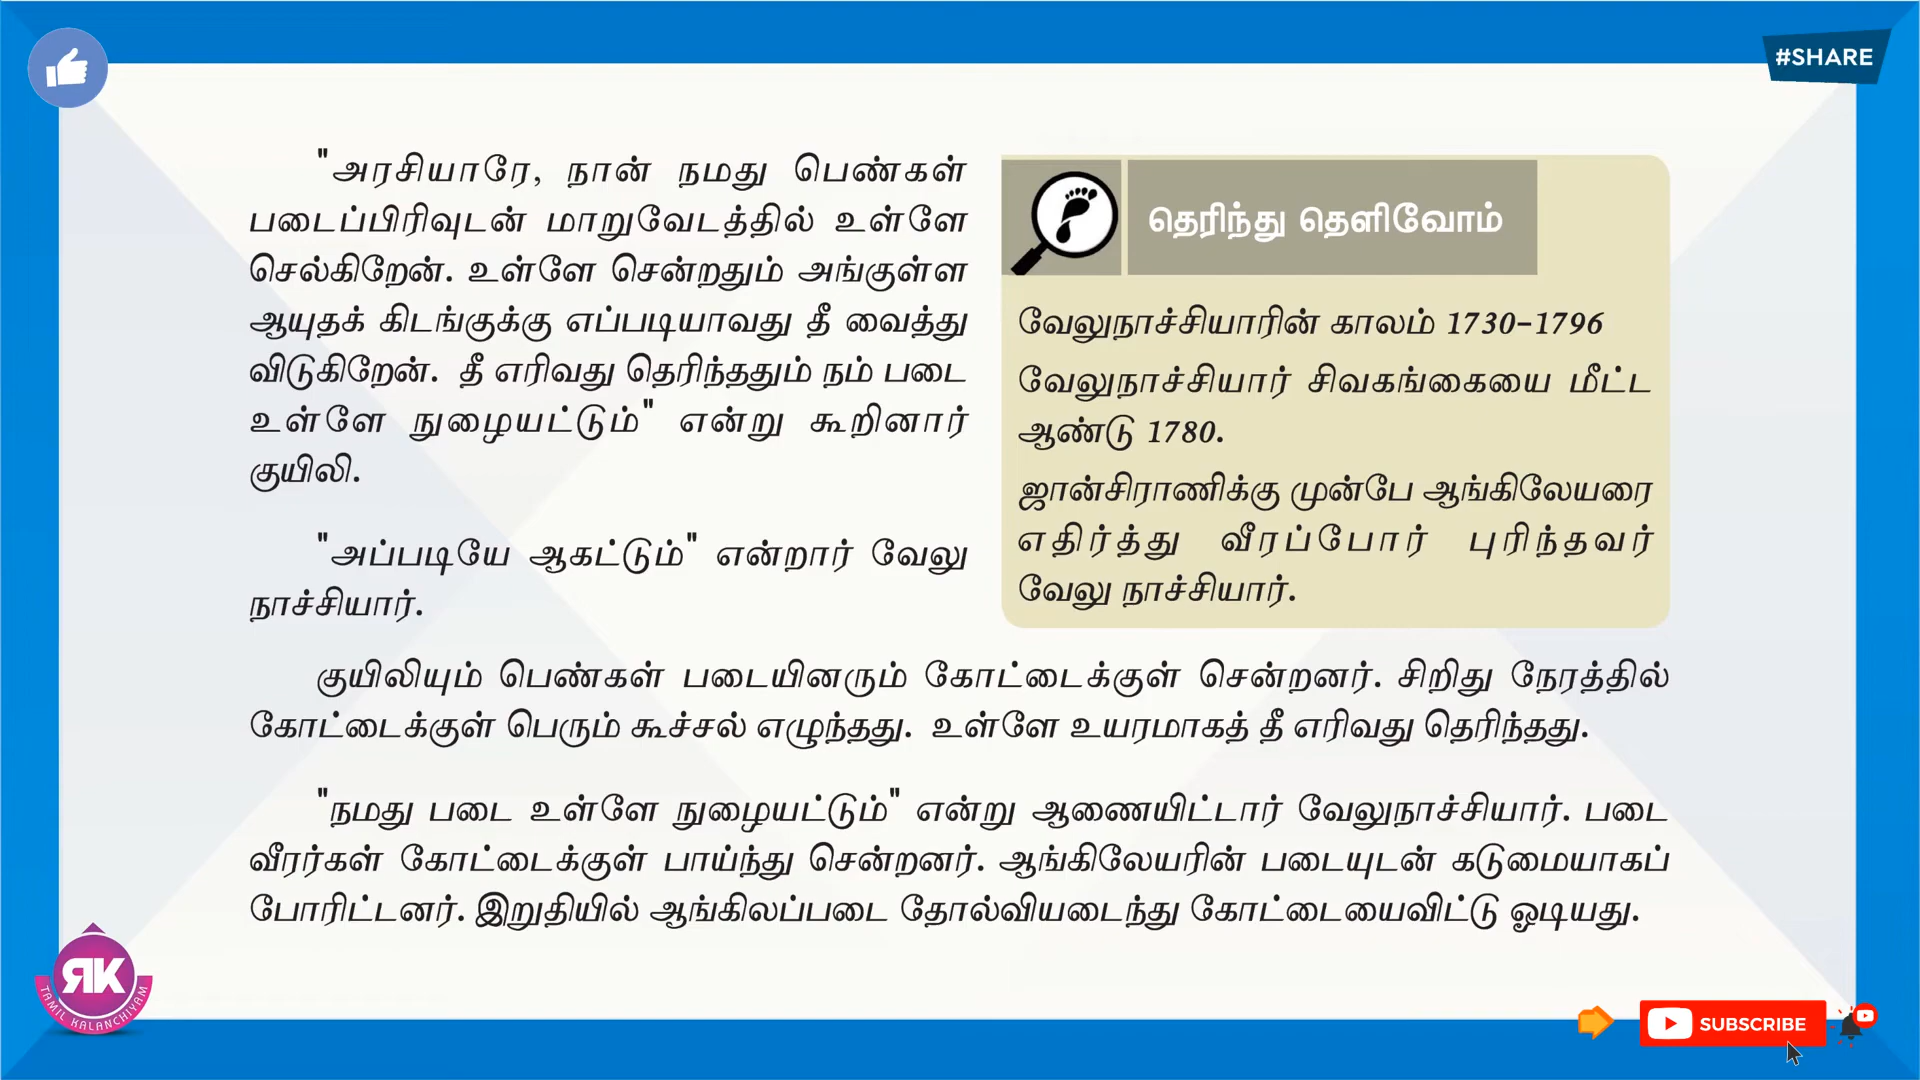 #SHARE
"அரசியாரே, நான் நமது பெண்கள்
படைப்பிரிவுடன் மாறுவேடத்தில் உள்ளே
செல்கிறேன். உள்ளே சென்றதும் அங்குள்ள
ஆயுதக் கிடங்குக்கு எப்படியாவது தீ வைத்து
விடுகிறேன். தீ எரிவது தெரிந்ததும் நம் படை
உள்ளே நுழையட்டும்" என்று கூறினார்
குயிலி.
"அப்படியே ஆகட்டும்" என்றார் வேலு
நாச்சியார்.
தெரிந்து தெளிவோம்
வேலுநாச்சியாரின் காலம் 1730-1796
வேலுநாச்சியார் சிவகங்கையை மீட்ட
ஆண்டு 1780.
ஜான்சிராணிக்கு முன்பே ஆங்கிலேயரை
எதிர்த்து வீரப்போர் புரிந்தவர்
வேலு நாச்சியார்.
குயிலியும் பெண்கள் படையினரும் கோட்டைக்குள் சென்றனர். சிறிது நேரத்தில்
கோட்டைக்குள் பெரும் கூச்சல் எழுந்தது. உள்ளே உயரமாகத் தீ எரிவது தெரிந்தது.
"நமது படை உள்ளே நுழையட்டும்" என்று ஆணையிட்டார் வேலுநாச்சியார். படை
வீரர்கள் கோட்டைக்குள் பாய்ந்து சென்றனர். ஆங்கிலேயரின் படையுடன் கடுமையாகப்
போரிட்டனர். இறுதியில் ஆங்கிலப்படை தோல்வியடைந்து கோட்டையைவிட்டு ஓடியது.
RK
TAMIL KALANCHIYAM
SUBSCRIBE